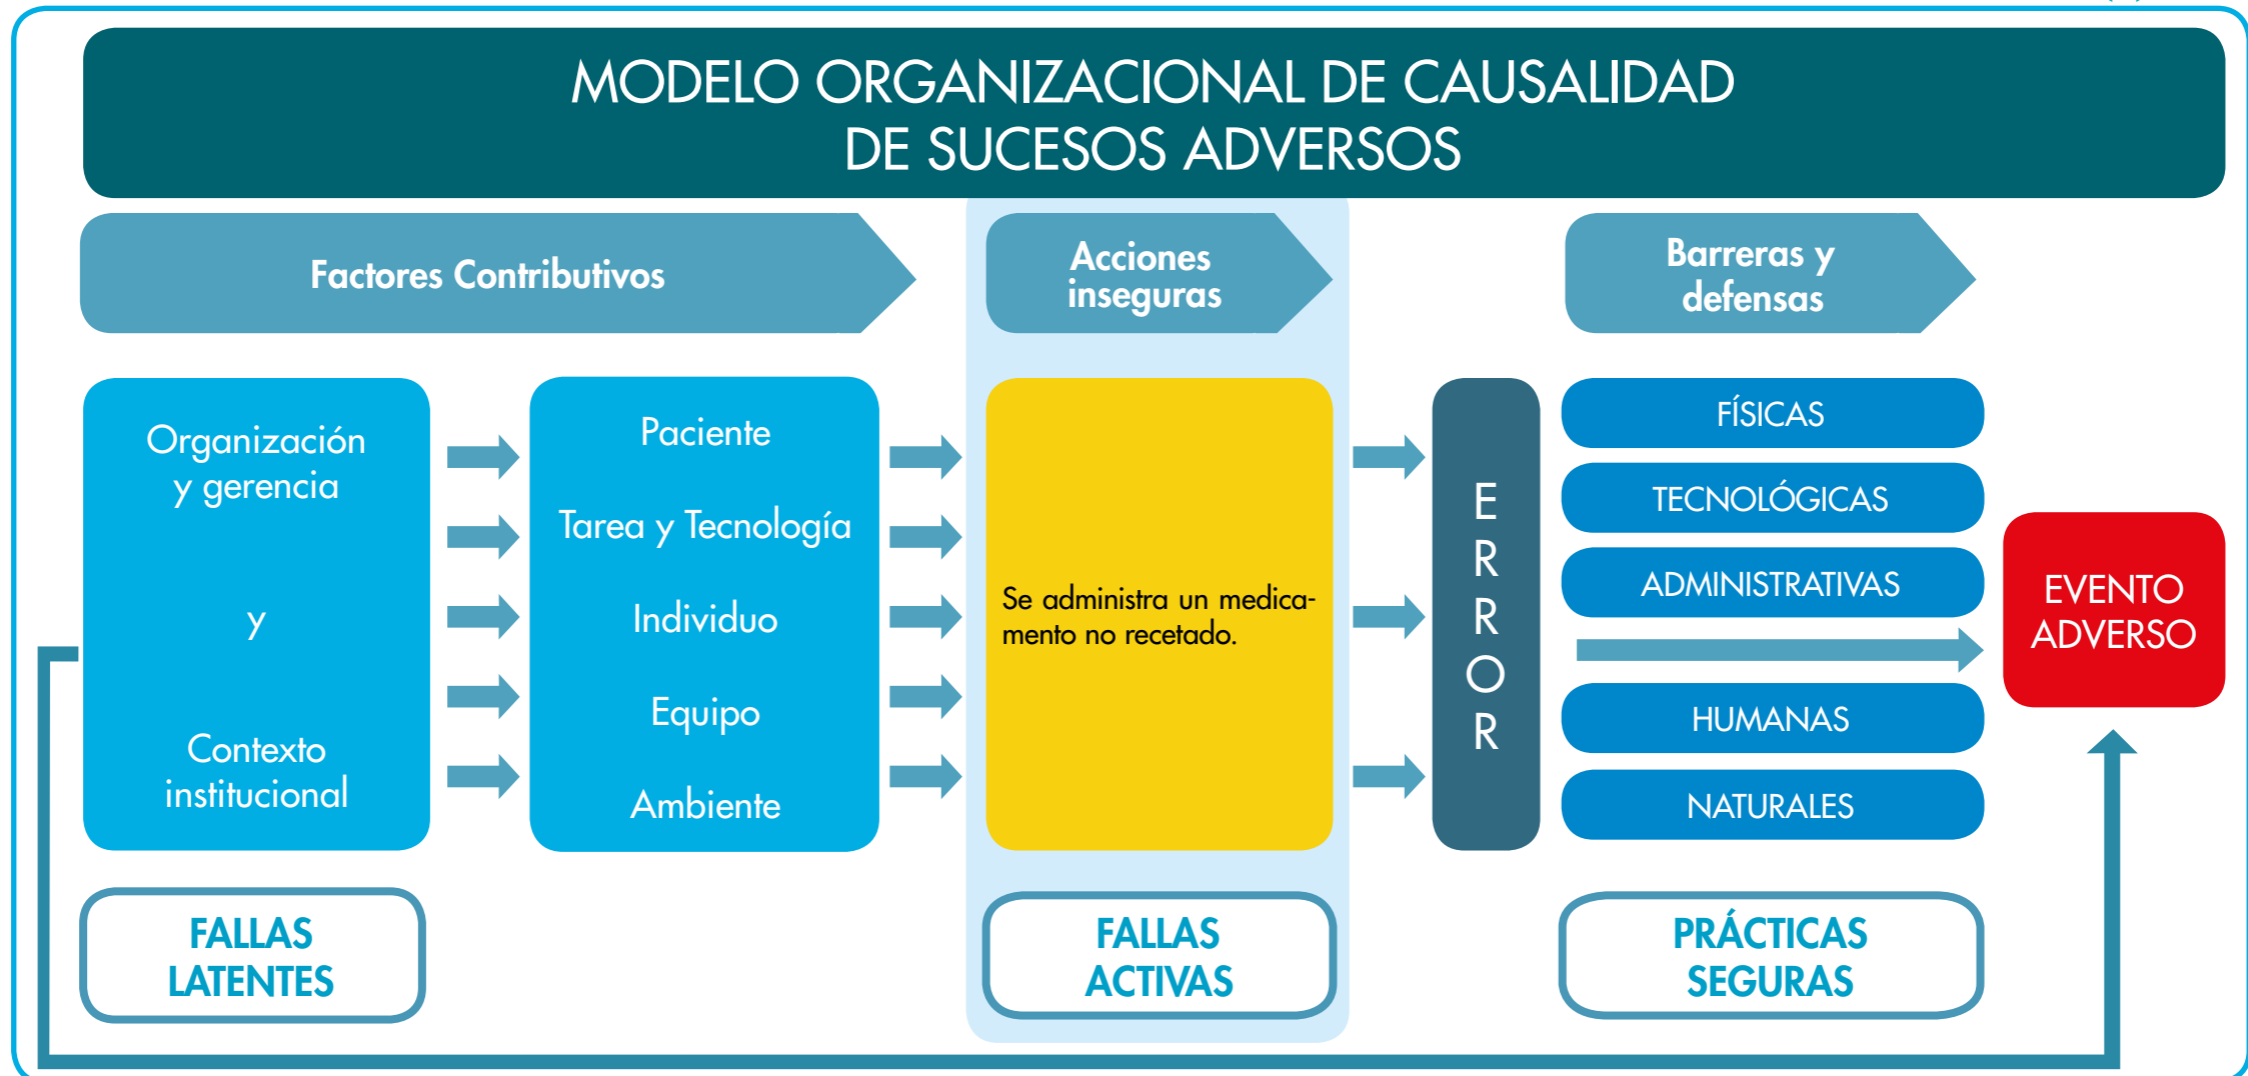 MODELO ORGANIZACIONAL DE CAUSALIDAD
DE SUCESOS ADVERSOS
Factores Contributivos
Acciones
inseguras
Barreras y
defensas
Organización
y gerencia
y
Contexto
institucional
Paciente
Tarea y Tecnología
Individuo
Equipo
Ambiente
Se administra un medica-
mento no recetado.
E
R
R
O
R
FÍSICAS
TECNOLÓGICAS
ADMINISTRATIVAS
HUMANAS
NATURALES
EVENTO
ADVERSO
FALLAS
LATENTES
FALLAS
ACTIVAS
PRÁCTICAS
SEGURAS